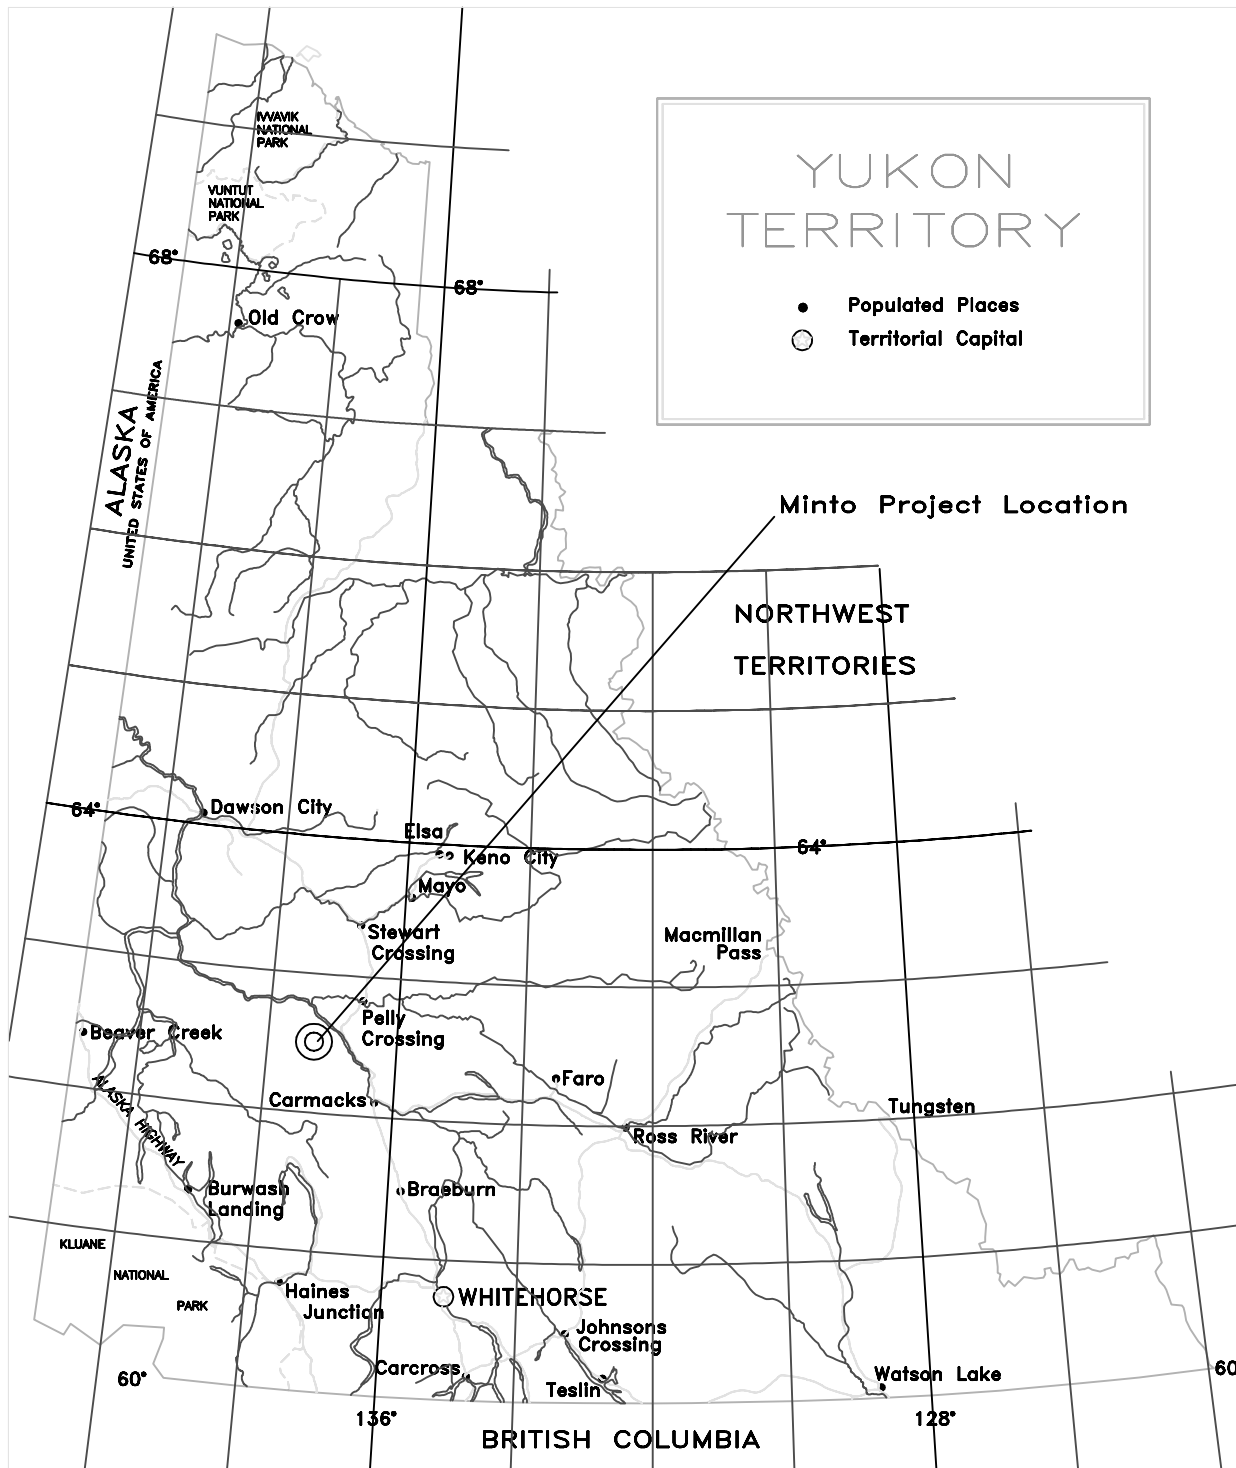 IVVAVIK
NATIONAL
PARK
VUNTUT
NATIONAL
PARK
YUKON
TERRITORY
68°
68°
Populated Places
Old Crow
Territorial Capital
ALASKA
UNITED STATES OF AMERICA
Minto Project Location
NORTHWEST
TERRITORIES
64°
Dawson City
Elsa
64°
Keno City
Mayo
Stewart
Crossing
Macmillan
Pass
Pelly
Crossing
Beaver Creek
Faro
ALASKA HIGHWAY
Carmacks
Tungsten
Ross River
Burwash
Landing
Braeburn
KLUANE
NATIONAL
PARK
Haines
Junction
WHITEHORSE
Johnsons
Crossing
Carcross
60°
Teslin
Watson Lake
60
136°
128°
BRITISH COLUMBIA